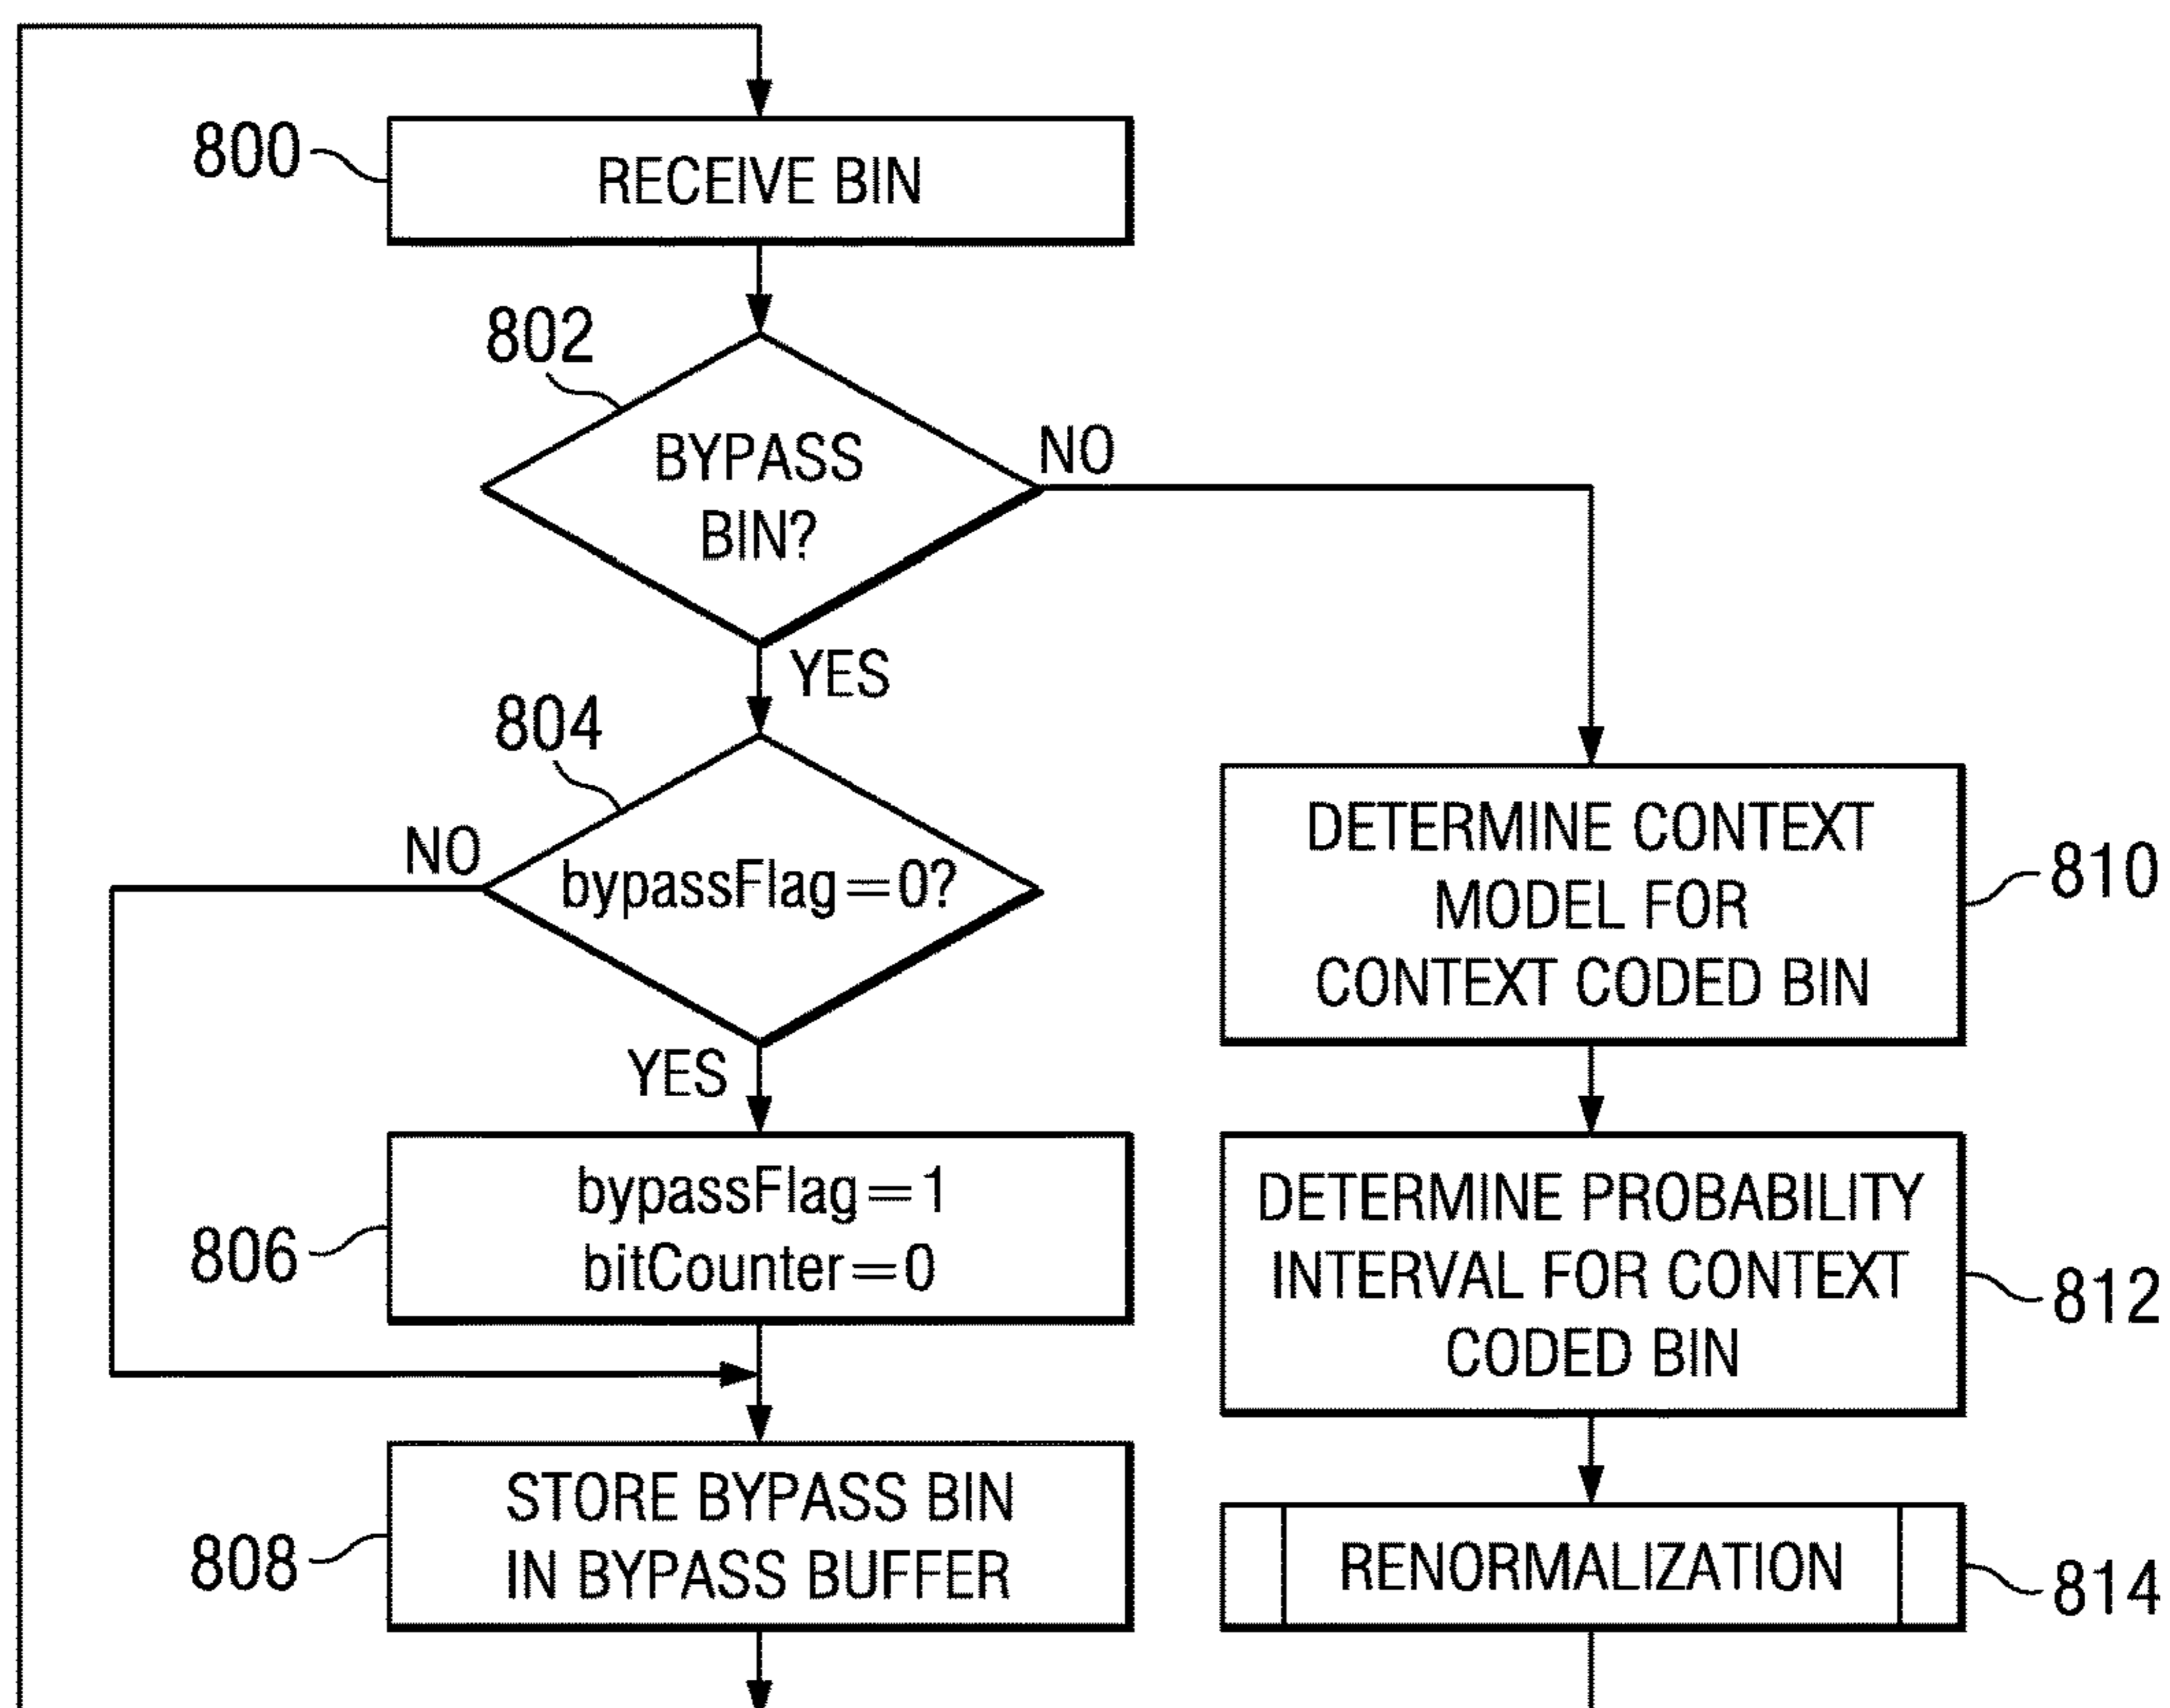 800
RECEIVE BIN
802
BYPASS
BIN?
NO
YES
804
NO
bypassFlag=0?
YES
806
bypassFlag=1
bitCounter=0
808
STORE BYPASS BIN
IN BYPASS BUFFER
DETERMINE CONTEXT
MODEL FOR
CONTEXT CODED BIN
810
DETERMINE PROBABILITY
INTERVAL FOR CONTEXT
CODED BIN
812
RENORMALIZATION
814